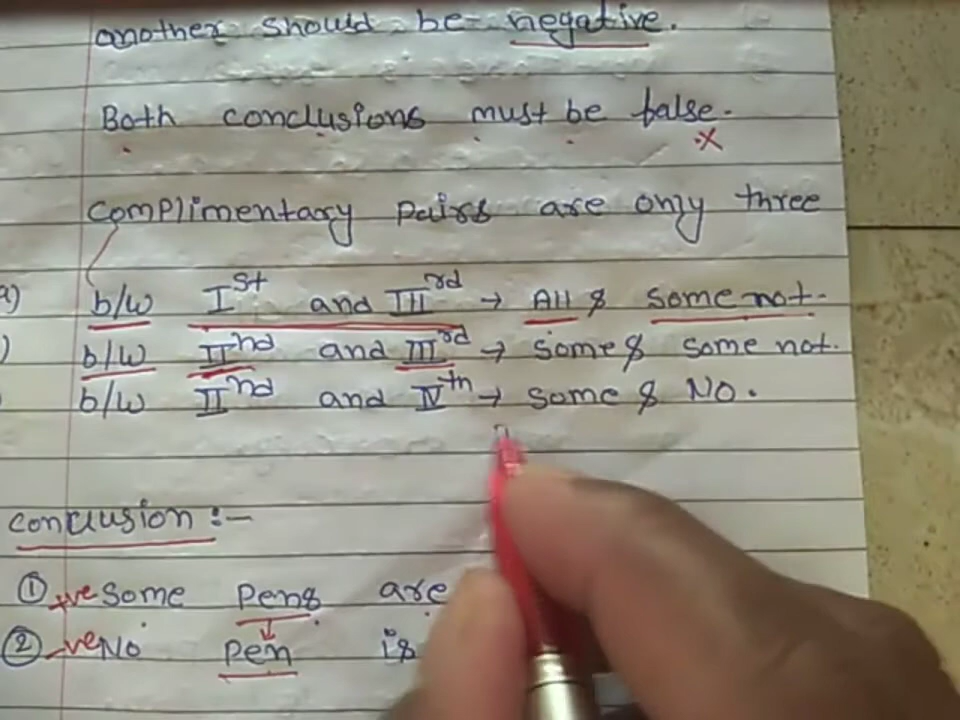 another should be negative.
Both conclusions must be false.
x
Complimentary pairs are only three
a) b/w Ist and IIIrd → All & some not.
) b/w IInd and IIIrd → some & some not.
b/w IInd and IVth → some & No.
conclusion :-
① +ve some pens are
② -ve No pen is